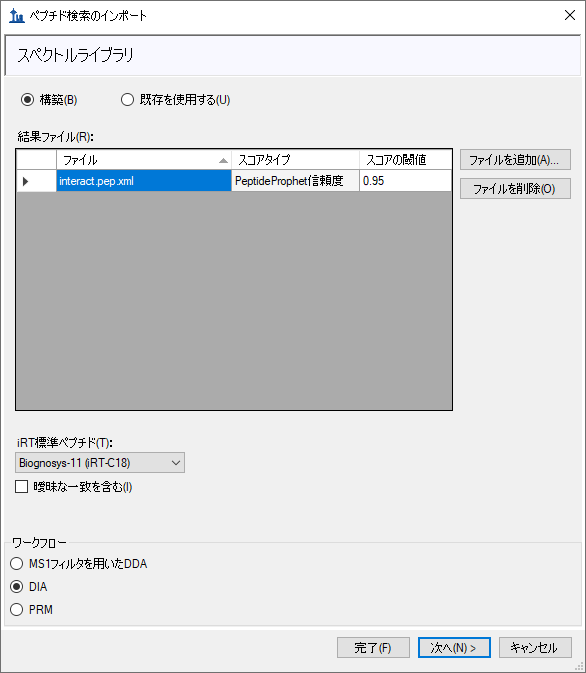 ペプチド検索のインポート
スペクトルライブラリ
構築(B) 既存を使用する(U)
結果ファイル(R):
ファイル スコアタイプ スコアの閾値
interact.pep.xml PeptideProphet信頼度 0.95
ファイルを追加(A)...
ファイルを削除(O)
iRT標準ペプチド(T):
Biognosys-11 (iRT-C18)
曖昧な一致を含む(I)
ワークフロー
MS1フィルタを用いたDDA
DIA
PRM
完了(F) 次へ(N) > キャンセル